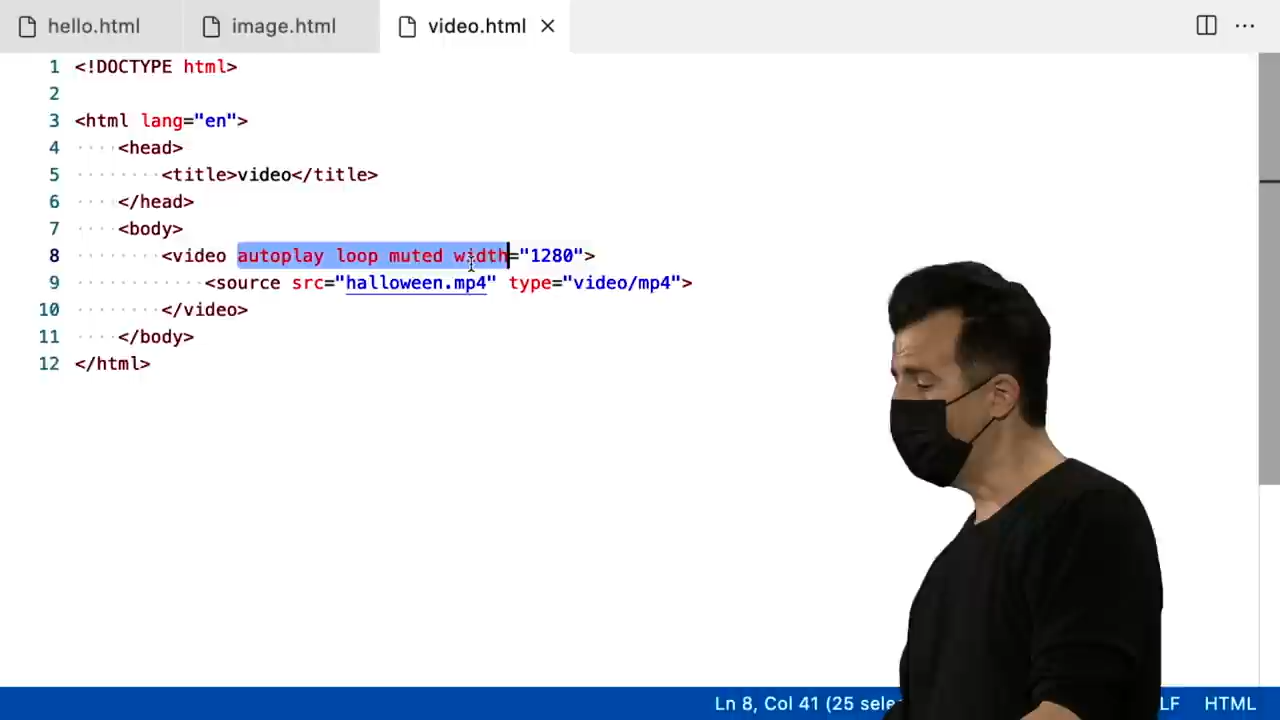 hello.html
image.html
video.html
1 <!DOCTYPE html>
2
3 <html lang="en">
4 <head>
5 <title>video</title>
6 </head>
7 <body>
8 <video autoplay loop muted width="1280">
9 <source src="halloween.mp4" type="video/mp4">
10 </video>
11 </body>
12 </html>
Ln 8, Col 41 (25 sele
LF HTML